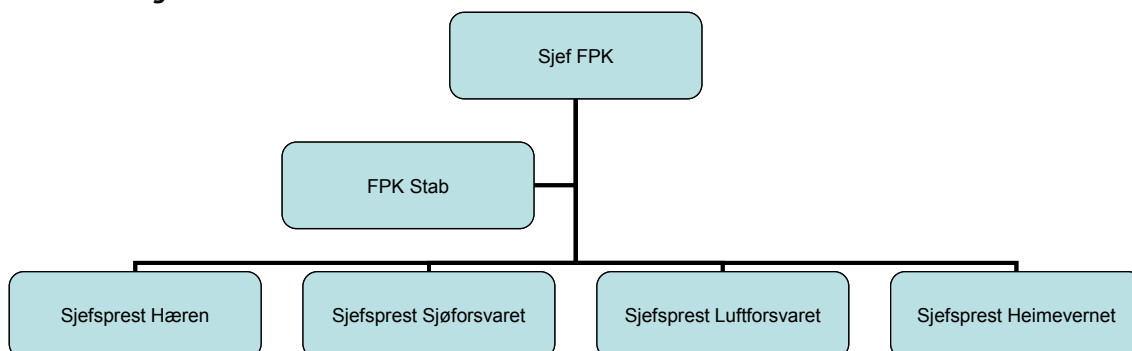 Sjef FPK
FPK Stab
Sjefsprest Hæren
Sjefsprest Sjøforsvaret
Sjefsprest Luftforsvaret
Sjefsprest Heimevernet